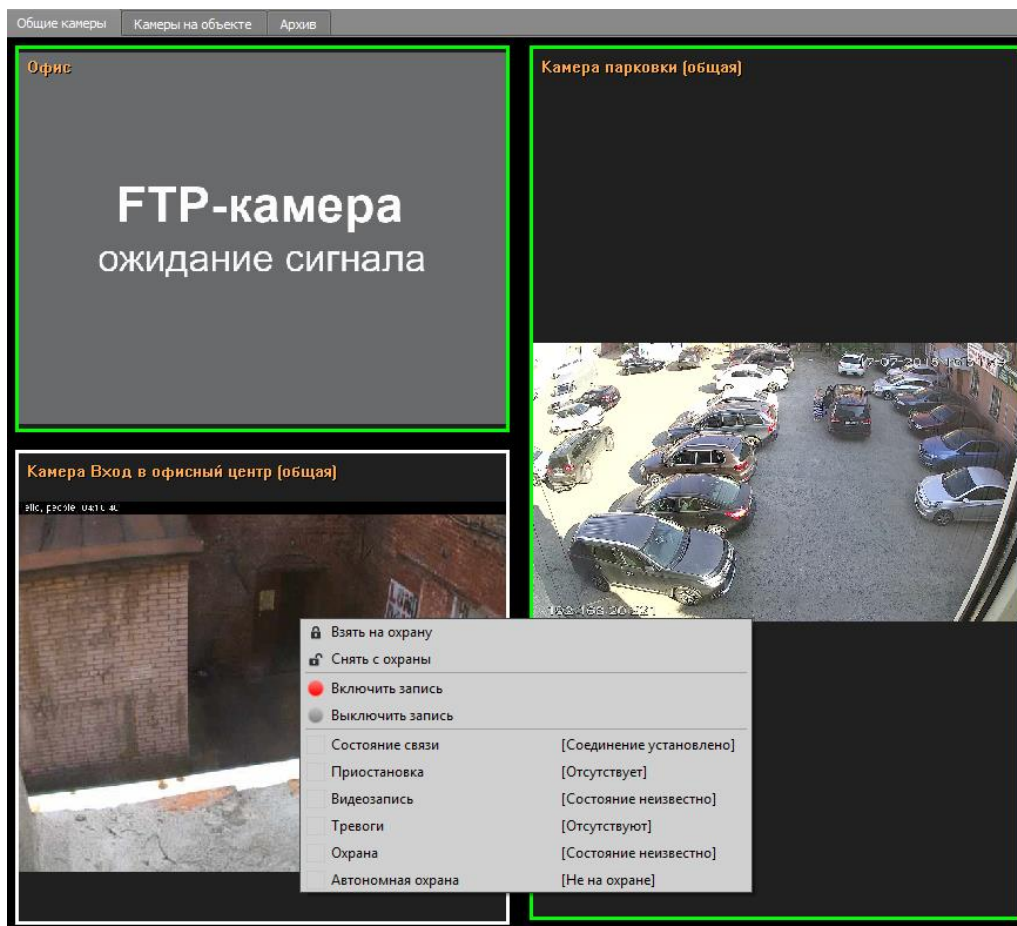 Общие камеры
Камеры на объекте
Архив
Офис
FTP-камера
ожидание сигнала
Камера парковки (общая)
Камера Вход в офисный центр (общая)
Взять на охрану
Снять с охраны
Включить запись
Выключить запись
Состояние связи [Соединение установлено]
Приостановка [Отсутствует]
Видеозапись [Состояние неизвестно]
Тревоги [Отсутствуют]
Охрана [Состояние неизвестно]
Автономная охрана [Не на охране]